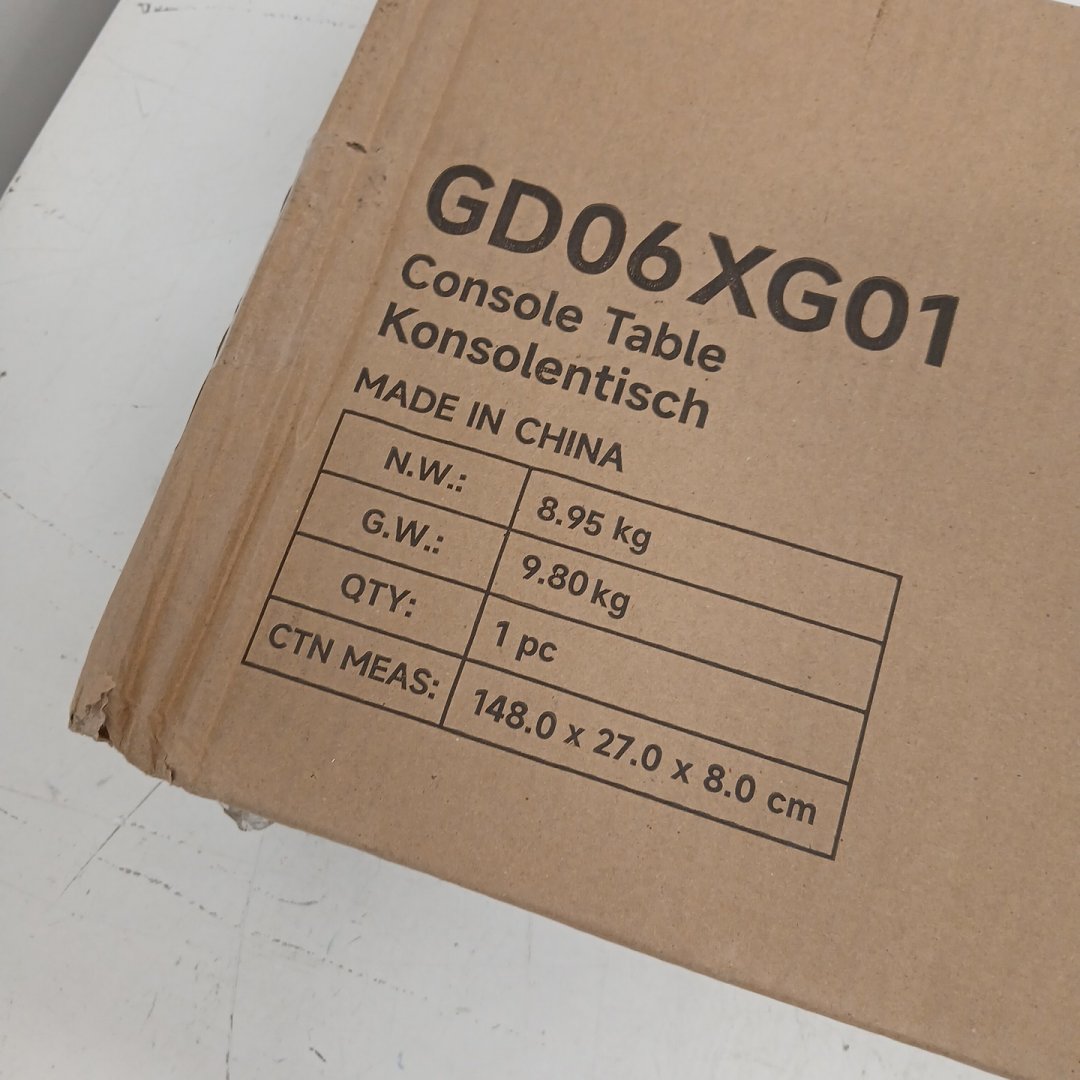 GD06XG01
Console Table
Konsolentisch
MADE IN CHINA
N.W.: 8.95 kg
G.W.: 9.80 kg
QTY: 1 pc
CTN MEAS: 148.0 x 27.0 x 8.0 cm